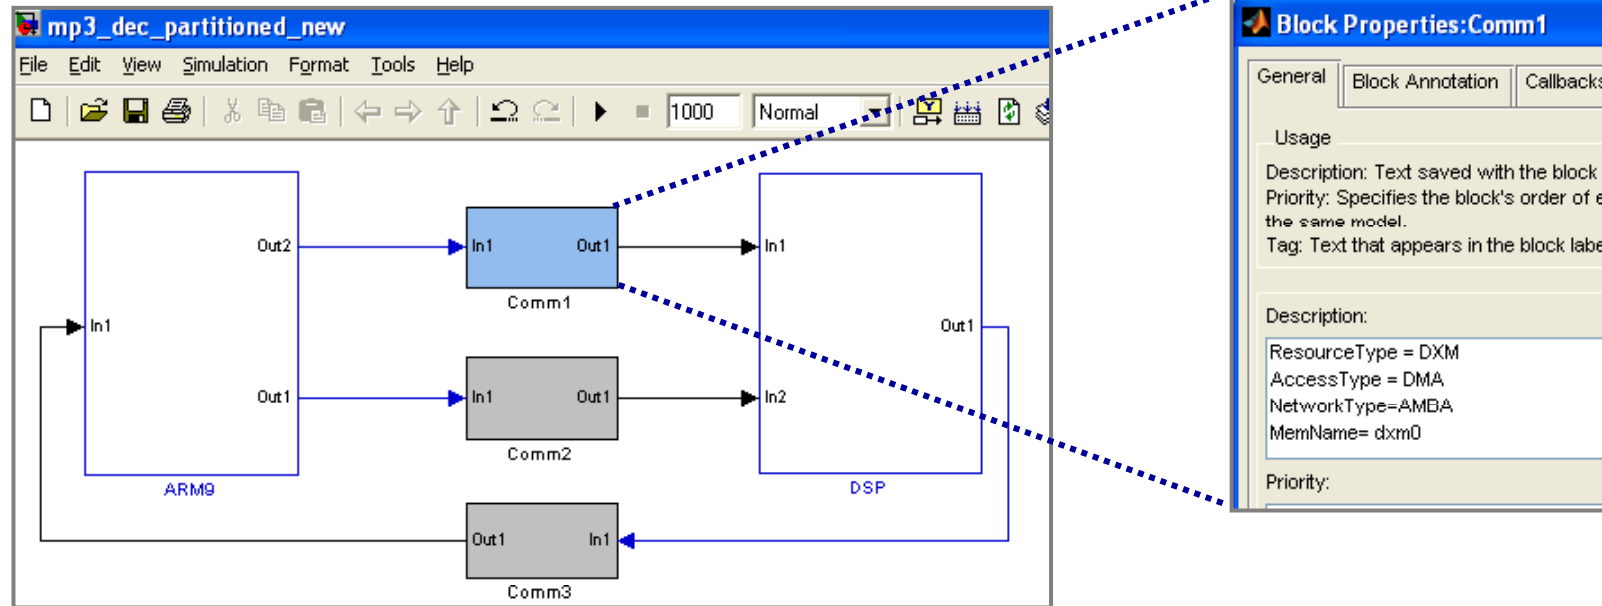 mp3_dec_partitioned_new
File Edit View Simulation Format Tools Help
1000 Normal
Out2
In1 Out1
In1
Comm1
In1
Out1
Out1
In1 Out1
In2
Comm2
ARM9
DSP
Out1 In1
Comm3
Block Properties:Comm1
General Block Annotation Callbacks
Usage
Description: Text saved with the block
Priority: Specifies the block's order of e
the same model.
Tag: Text that appears in the block labe
Description:
ResourceType = DXM
AccessType = DMA
NetworkType=AMBA
MemName= dxm0
Priority: